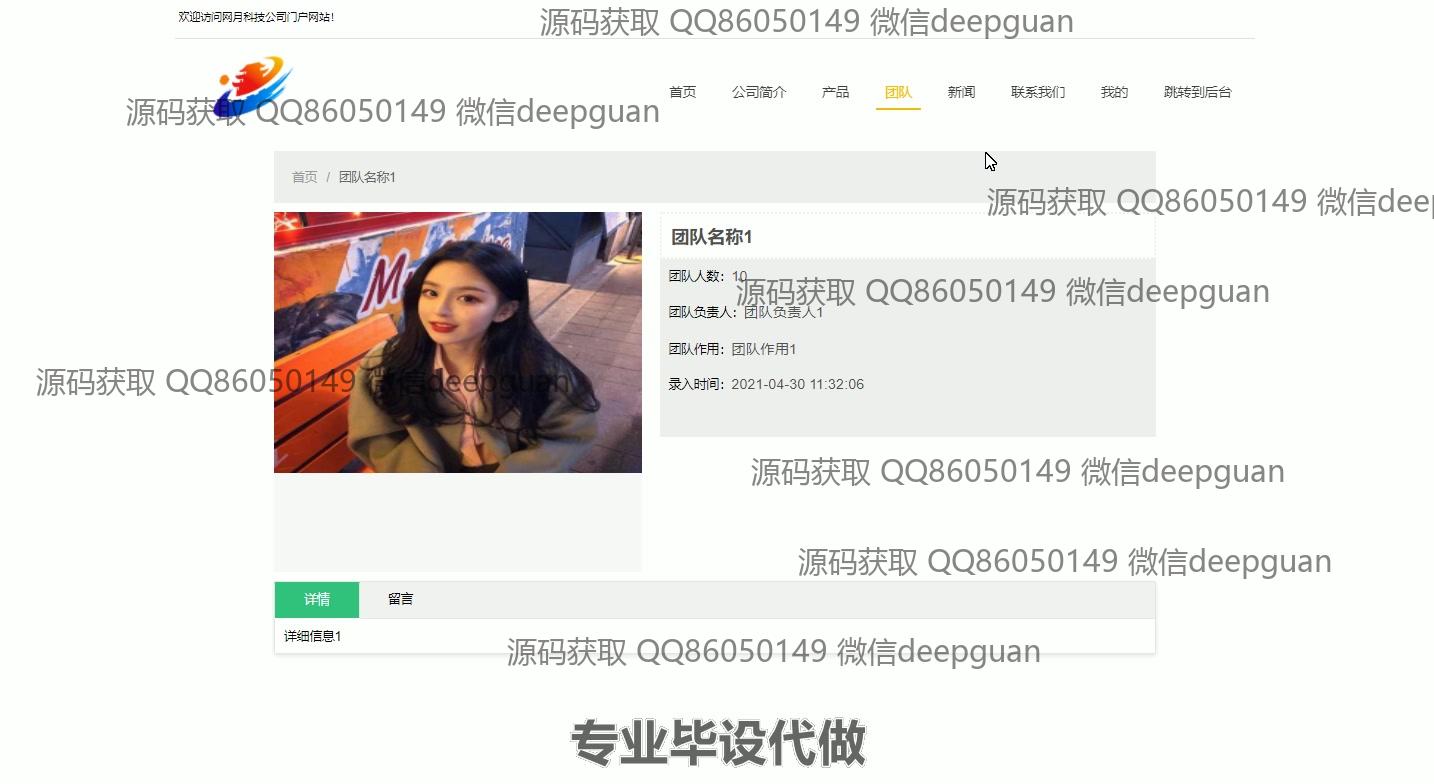 欢迎访问网月科技公司门户网站!
源码获取 QQ86050149 微信deepguan
首页 公司简介 产品 团队 新闻 联系我们 我的 跳转到后台
源码获取 QQ86050149 微信deepguan
首页 / 团队名称1
源码获取 QQ86050149 微信deep
团队名称1
团队人数: 10
源码获取 QQ86050149 微信deepguan
团队负责人: 团队负责人1
团队作用: 团队作用1
录入时间: 2021-04-30 11:32:06
源码获取 QQ86050149 微信deepguan
源码获取 QQ86050149 微信deepguan
源码获取 QQ86050149 微信deepguan
详情 留言
详细信息1
源码获取 QQ86050149 微信deepguan
专业毕设代做